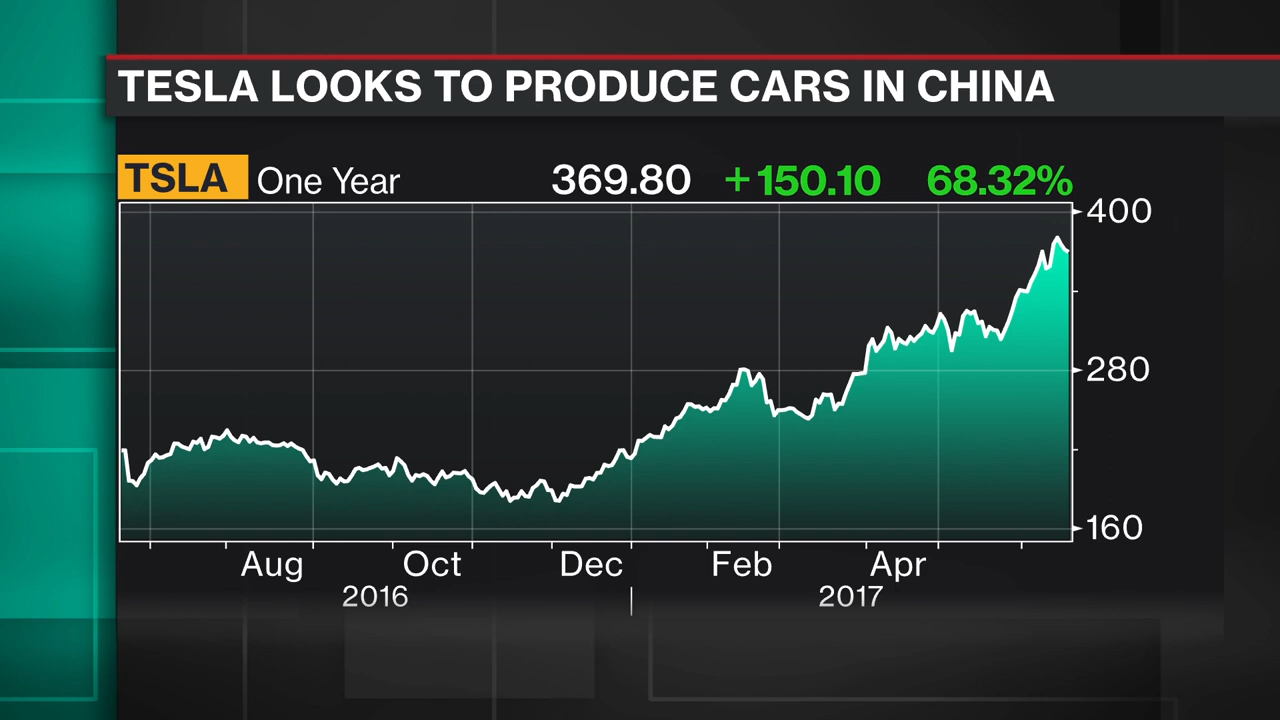 TESLA LOOKS TO PRODUCE CARS IN CHINA
TSLA One Year 369.80 +150.10 68.32%
400
280
160
Aug Oct Dec Feb Apr
2016 2017